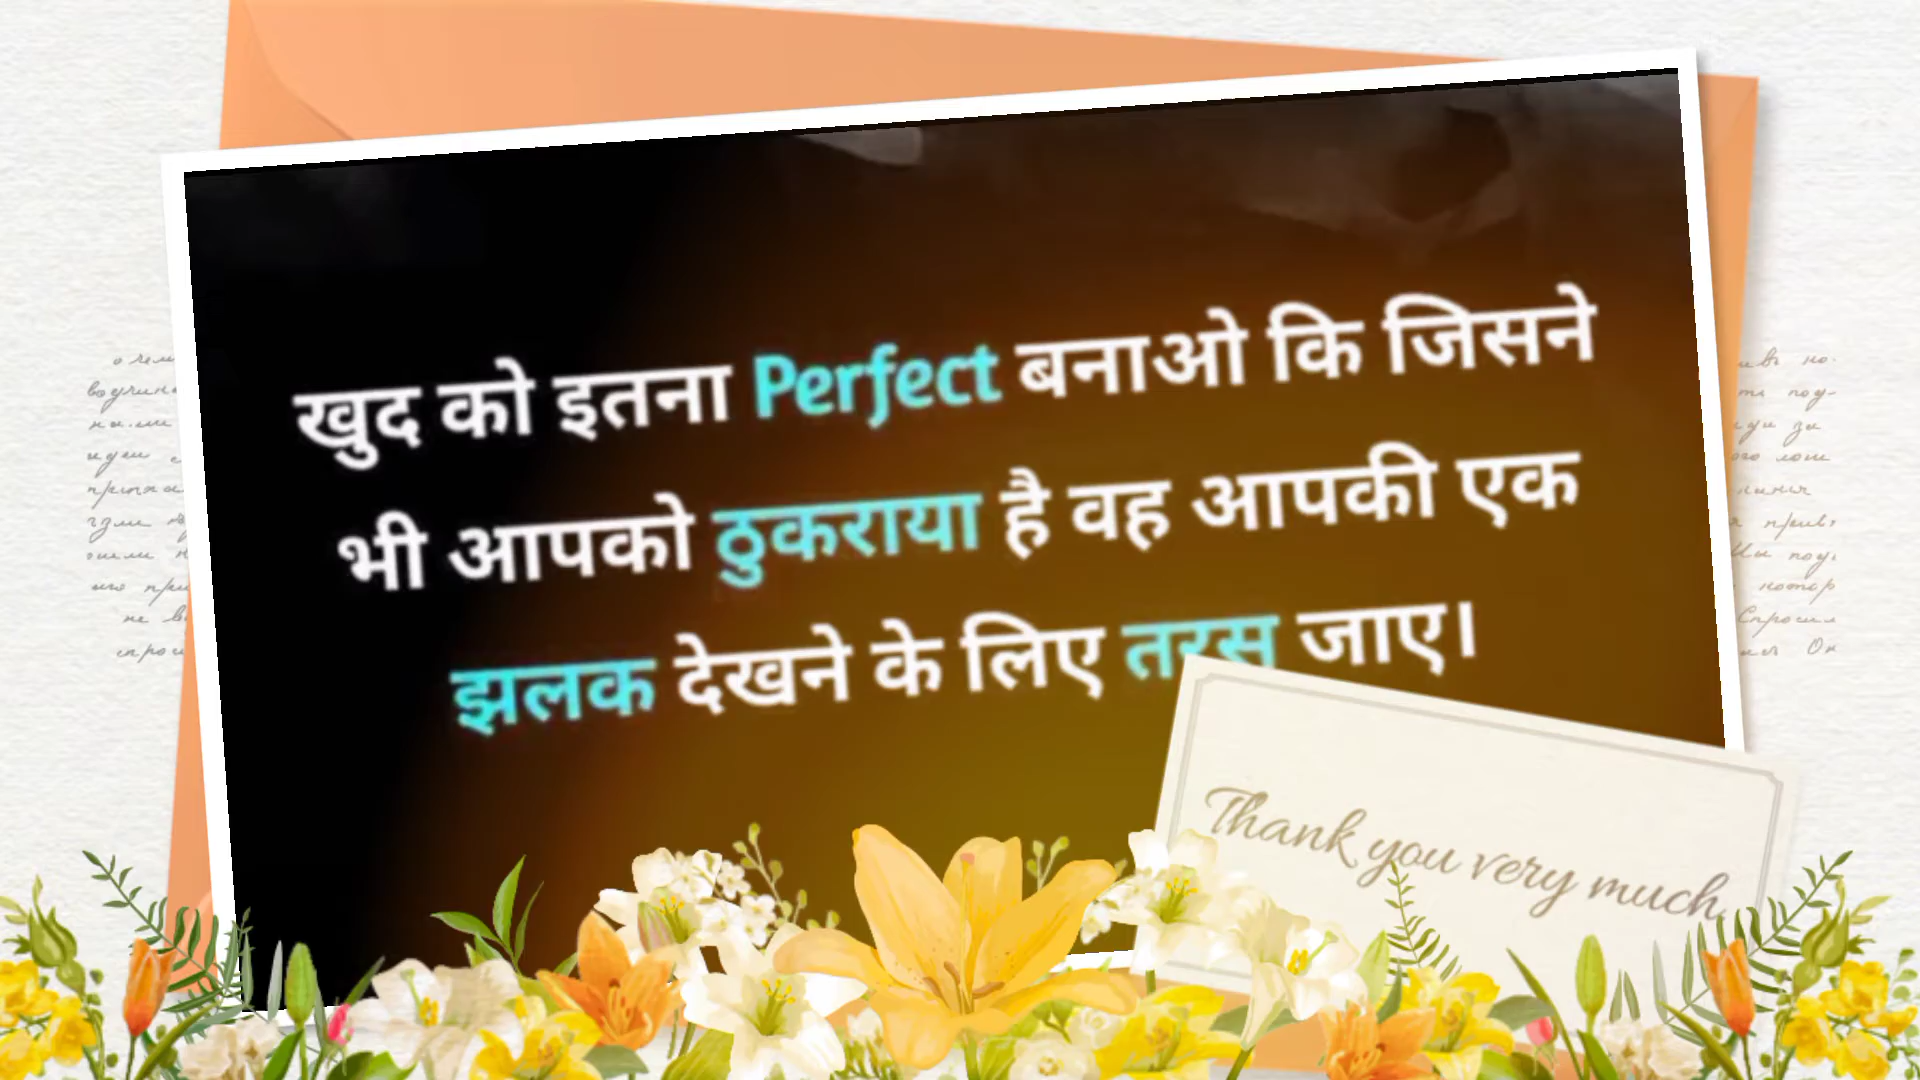 खुद को इतना Perfect बनाओ कि जिसने
भी आपको ठुकराया है वह आपकी एक
झलक देखने के लिए तरस जाए।
Thank you very much